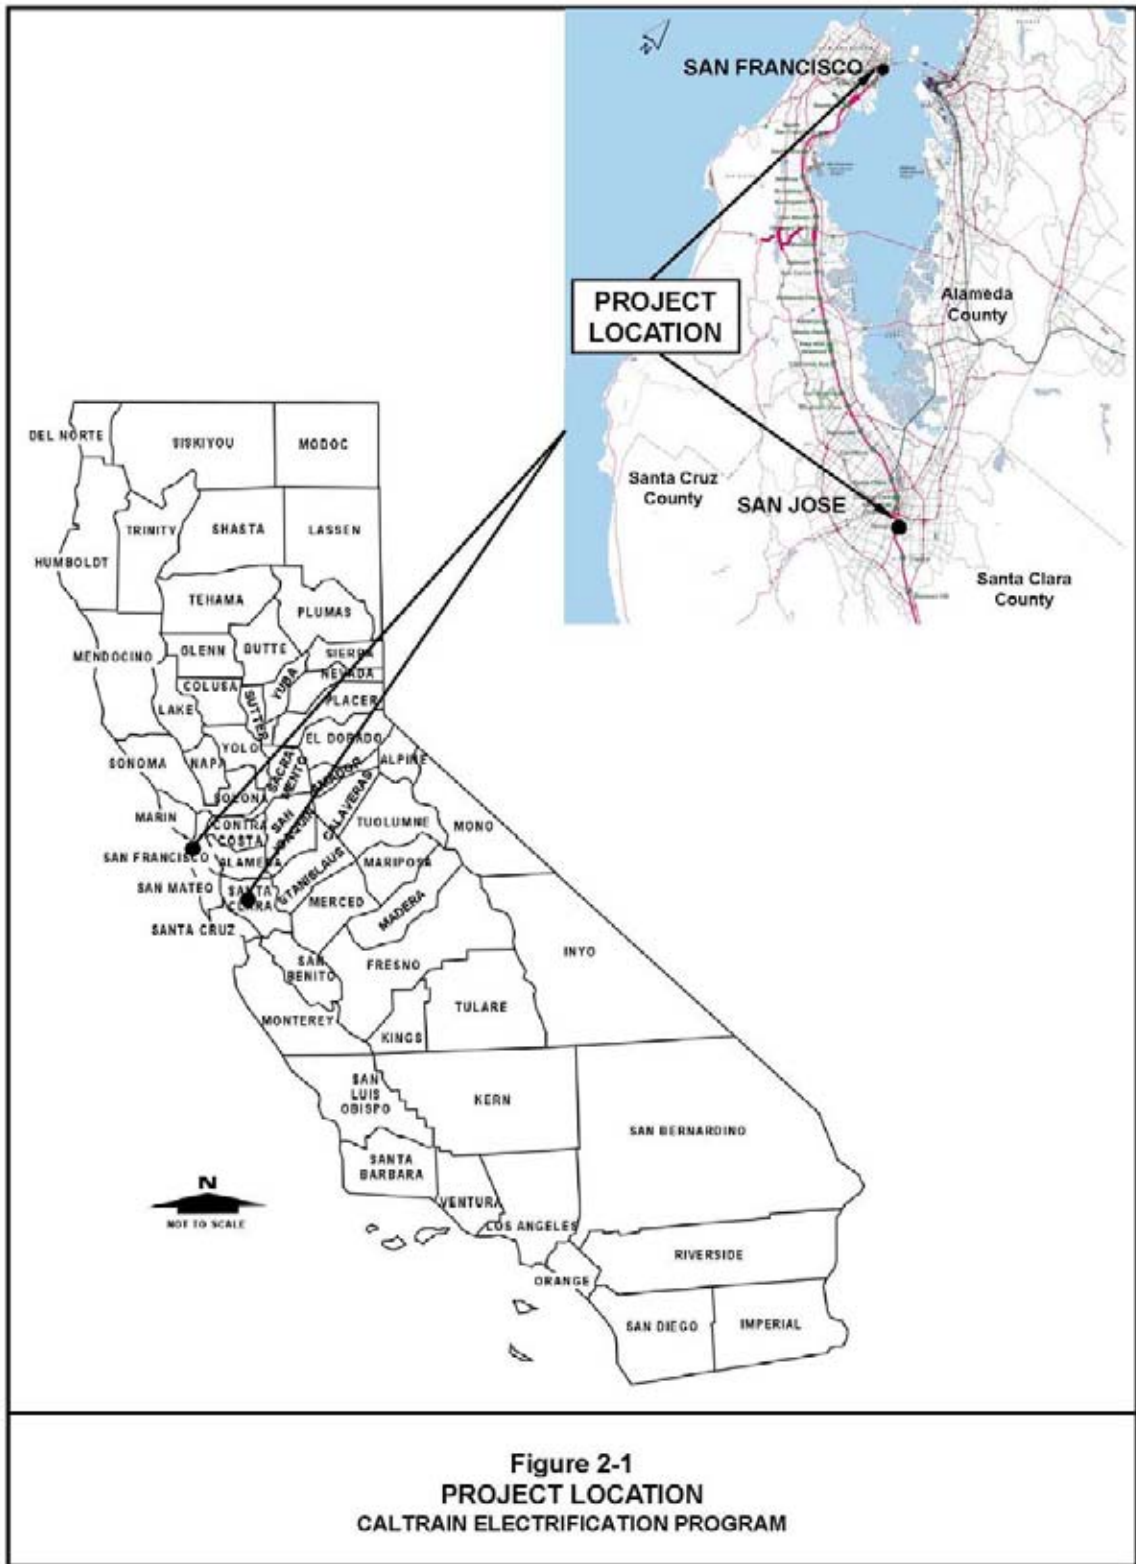 N
SAN FRANCISCO
PROJECT
LOCATION
Alameda
County
Santa Cruz
County
SAN JOSE
Santa Clara
County
DEL NORTE
SISKIYOU
MODOC
TRINITY
SHASTA
LASSEN
HUMBOLDT
TEHAMA
PLUMAS
MENDOCINO
GLENN
BUTTE
SIERRA
NEVADA
COLUSA
SUTTER
YUBA
PLACER
LAKE
EL DORADO
YOLO
SONOMA
NAPA
SACRA
MENTO
AMADOR
ALPINE
SOLONA
CALAVERAS
MARIN
CONTRA
COSTA
SAN
JOAQUIN
TUOLUMNE
MONO
SAN FRANCISCO
ALAMEDA
STANISLAUS
MARIPOSA
SAN MATEO
SANTA
CLARA
MERCED
MADERA
SANTA CRUZ
SAN
BENITO
FRESNO
INYO
TULARE
MONTEREY
KINGS
SAN
LUIS
OBISPO
KERN
SAN BERNARDINO
SANTA
BARBARA
VENTURA
LOS ANGELES
N
NOT TO SCALE
RIVERSIDE
ORANGE
SAN DIEGO
IMPERIAL
Figure 2-1
PROJECT LOCATION
CALTRAIN ELECTRIFICATION PROGRAM